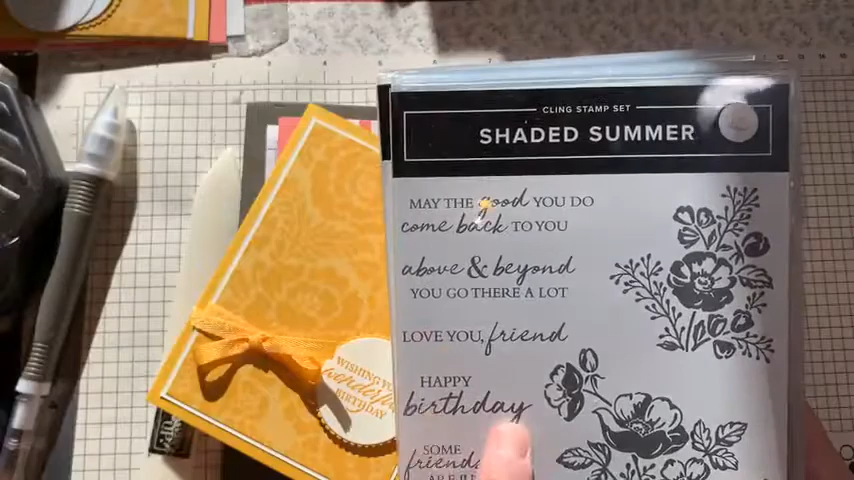 CLING STAMP SET
SHADED SUMMER
MAY THE good YOU DO
come back TO YOU
above & beyond
YOU GO THERE A LOT
LOVE YOU, friend
HAPPY
birthday
SOME
friends
ARE
WISHING YOU
wonderful
BIRTHDAY